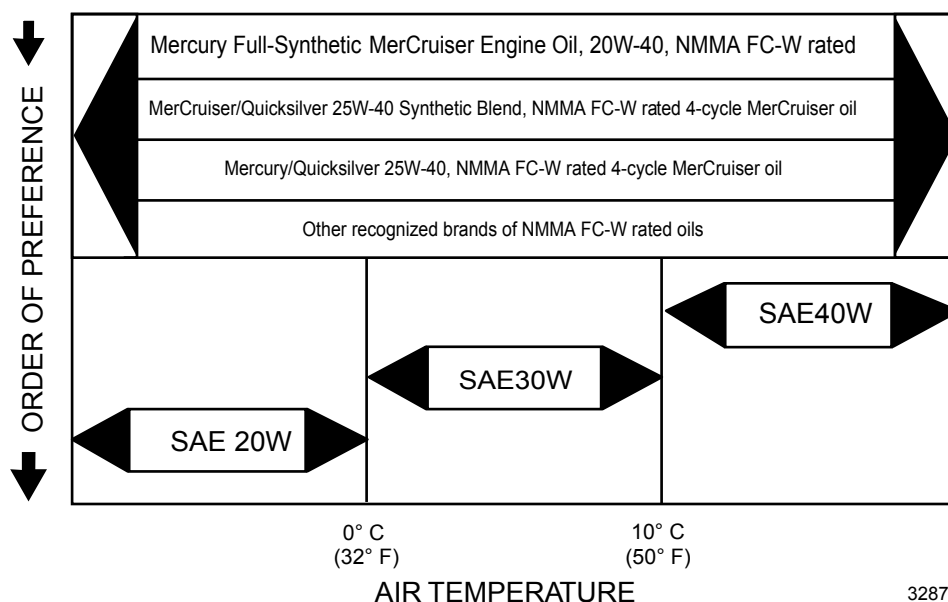 ORDER OF PREFERENCE
Mercury Full-Synthetic MerCruiser Engine Oil, 20W-40, NMMA FC-W rated
MerCruiser/Quicksilver 25W-40 Synthetic Blend, NMMA FC-W rated 4-cycle MerCruiser oil
Mercury/Quicksilver 25W-40, NMMA FC-W rated 4-cycle MerCruiser oil
Other recognized brands of NMMA FC-W rated oils
SAE40W
SAE30W
SAE 20W
0° C
(32° F)
10° C
(50° F)
AIR TEMPERATURE
3287